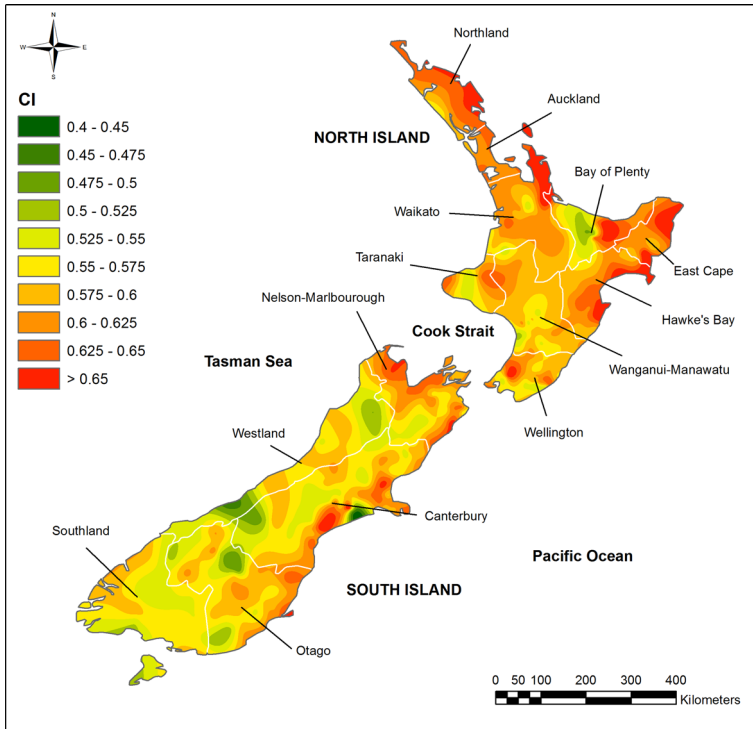 N
W E
S
CI
0.4 - 0.45
0.45 - 0.475
0.475 - 0.5
0.5 - 0.525
0.525 - 0.55
0.55 - 0.575
0.575 - 0.6
0.6 - 0.625
0.625 - 0.65
> 0.65
Northland
Auckland
NORTH ISLAND
Bay of Plenty
Waikato
Taranaki
East Cape
Nelson-Marlbourough
Hawke's Bay
Cook Strait
Tasman Sea
Wanganui-Manawatu
Wellington
Westland
Canterbury
Southland
Pacific Ocean
SOUTH ISLAND
Otago
0 50 100 200 300 400
Kilometers